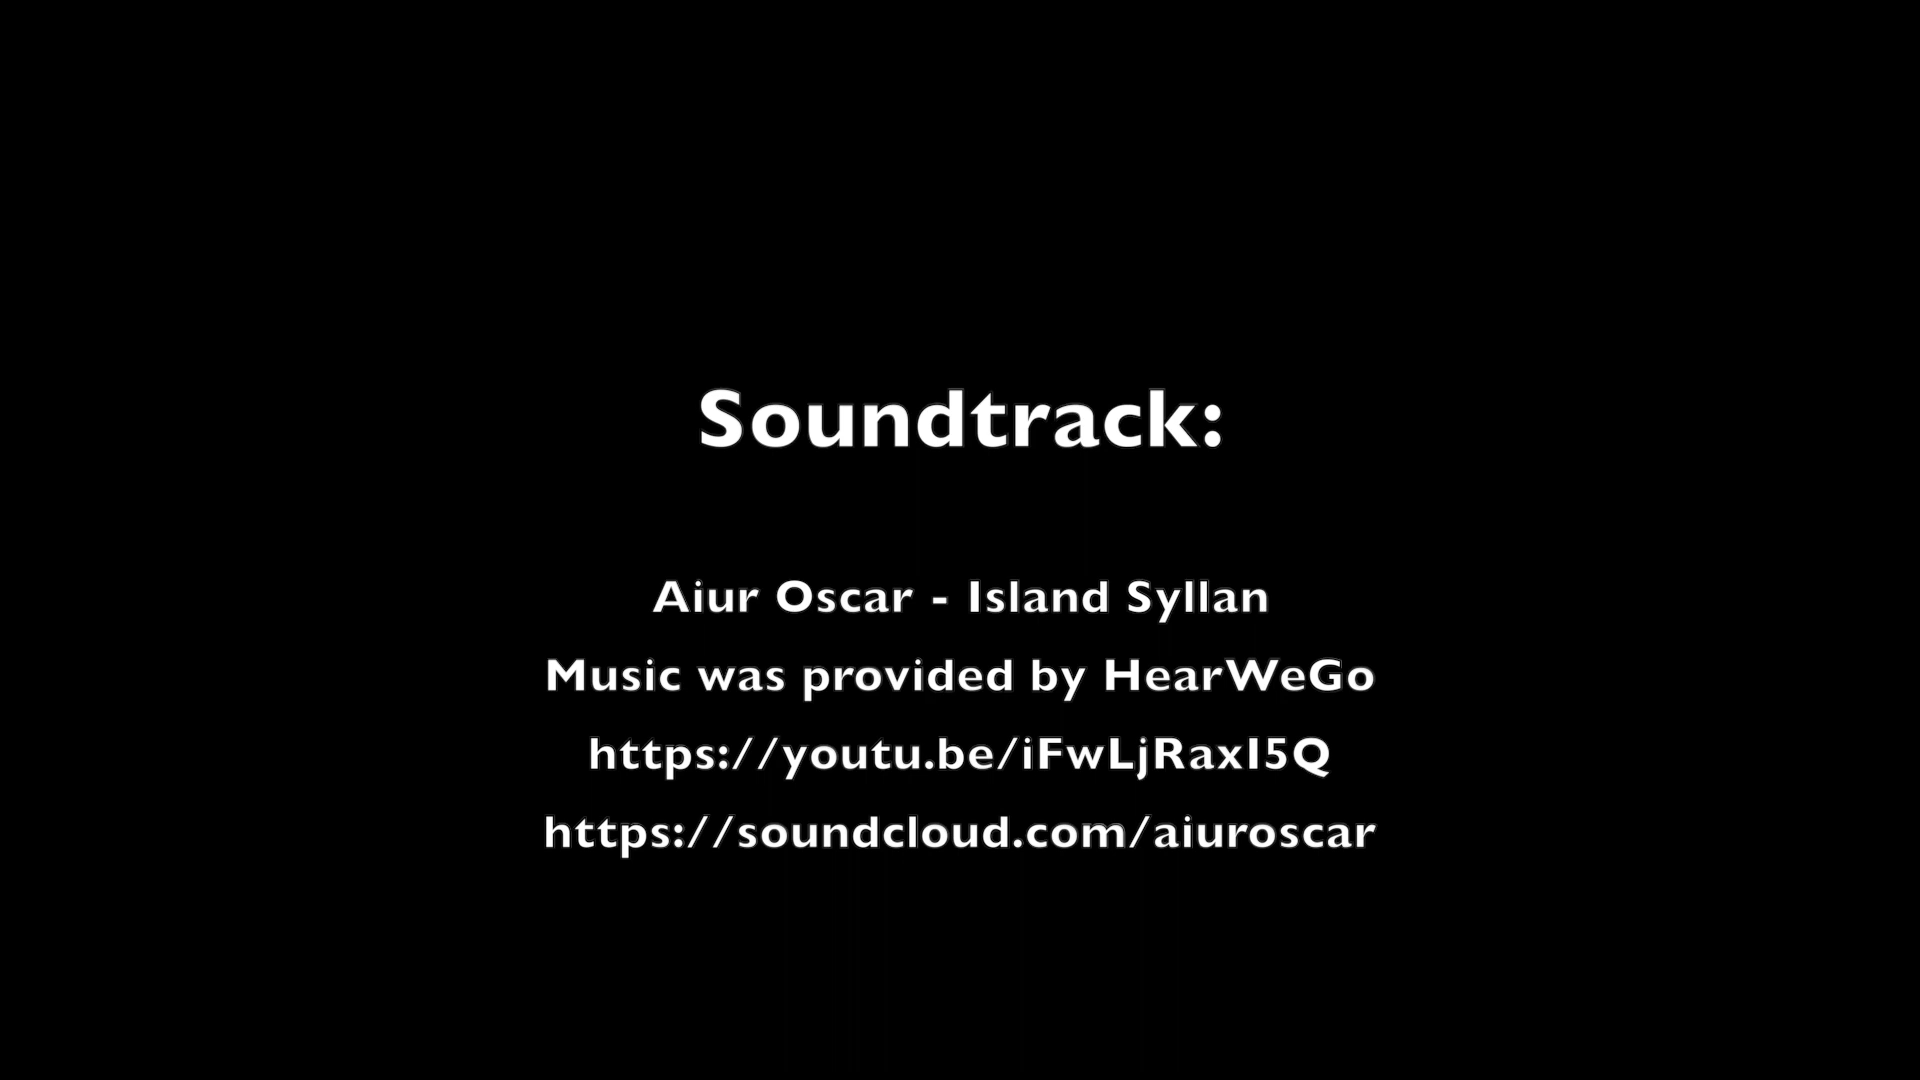 Soundtrack:
Aiur Oscar - Island Syllan
Music was provided by HearWeGo
https://youtu.be/iFwLjRaxI5Q
https://soundcloud.com/aiuroscar